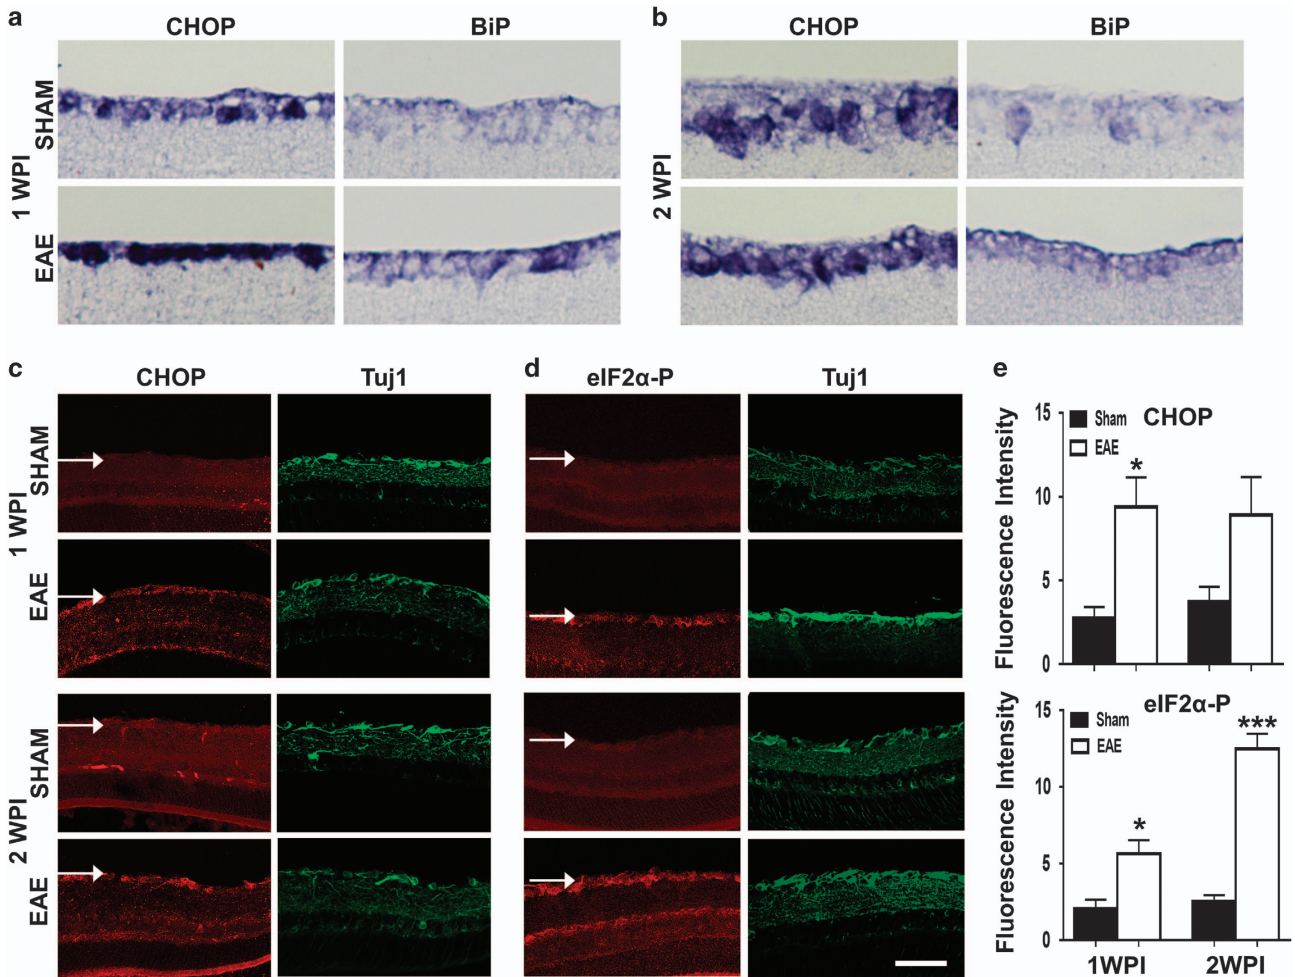 a
CHOP
BiP
1 WPI
SHAM
EAE
b
CHOP
BiP
2 WPI
c
CHOP
Tuj1
1 WPI
SHAM
EAE
2 WPI
SHAM
EAE
d
eIF2α-P
Tuj1
e
CHOP
Sham
EAE
*
Fluorescence Intensity
15
10
5
0
eIF2α-P
Sham
EAE
*
***
Fluorescence Intensity
15
10
5
0
1WPI 2WPI